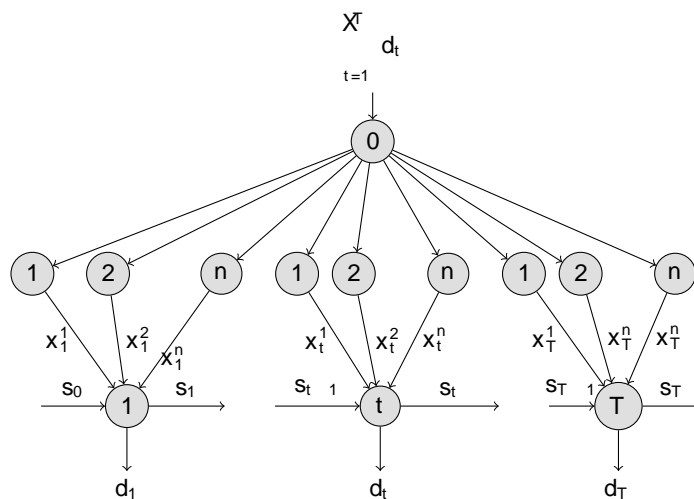 X T
d_t
t=1
0
1 2 n 1 2 n 1 2 n
x_1^1 x_1^2 x_1^n x_t^1 x_t^2 x_t^n x_T^1 x_T^n x_T^n
s_0 s_1 s_t 1 s_t s_T 1 s_T
1 t T
d_1 d_t d_T